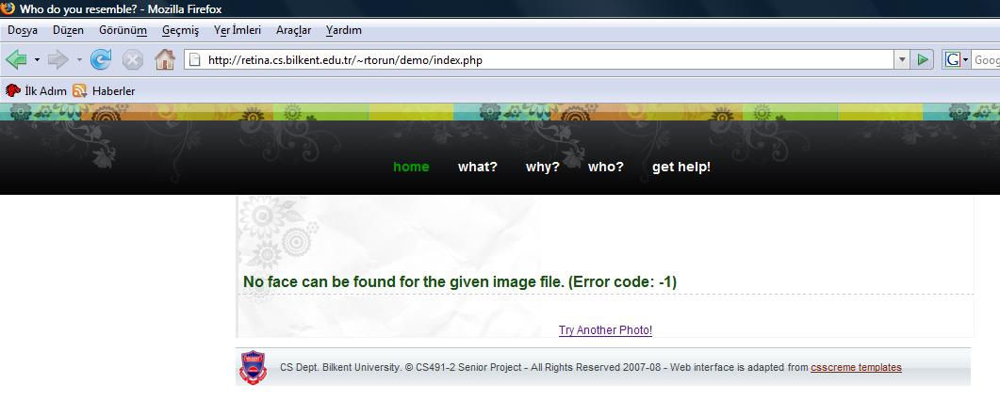 Who do you resemble? - Mozilla Firefox
Dosya Düzen Görünüm Geçmiş Yer İmleri Araçlar Yardım
http://retina.cs.bilkent.edu.tr/~rtorun/demo/index.php G Goog
İlk Adım Haberler
home what? why? who? get help!
No face can be found for the given image file. (Error code: -1)
Try Another Photo!
CS Dept. Bilkent University. © CS491-2 Senior Project - All Rights Reserved 2007-08 - Web interface is adapted from csscreme templates